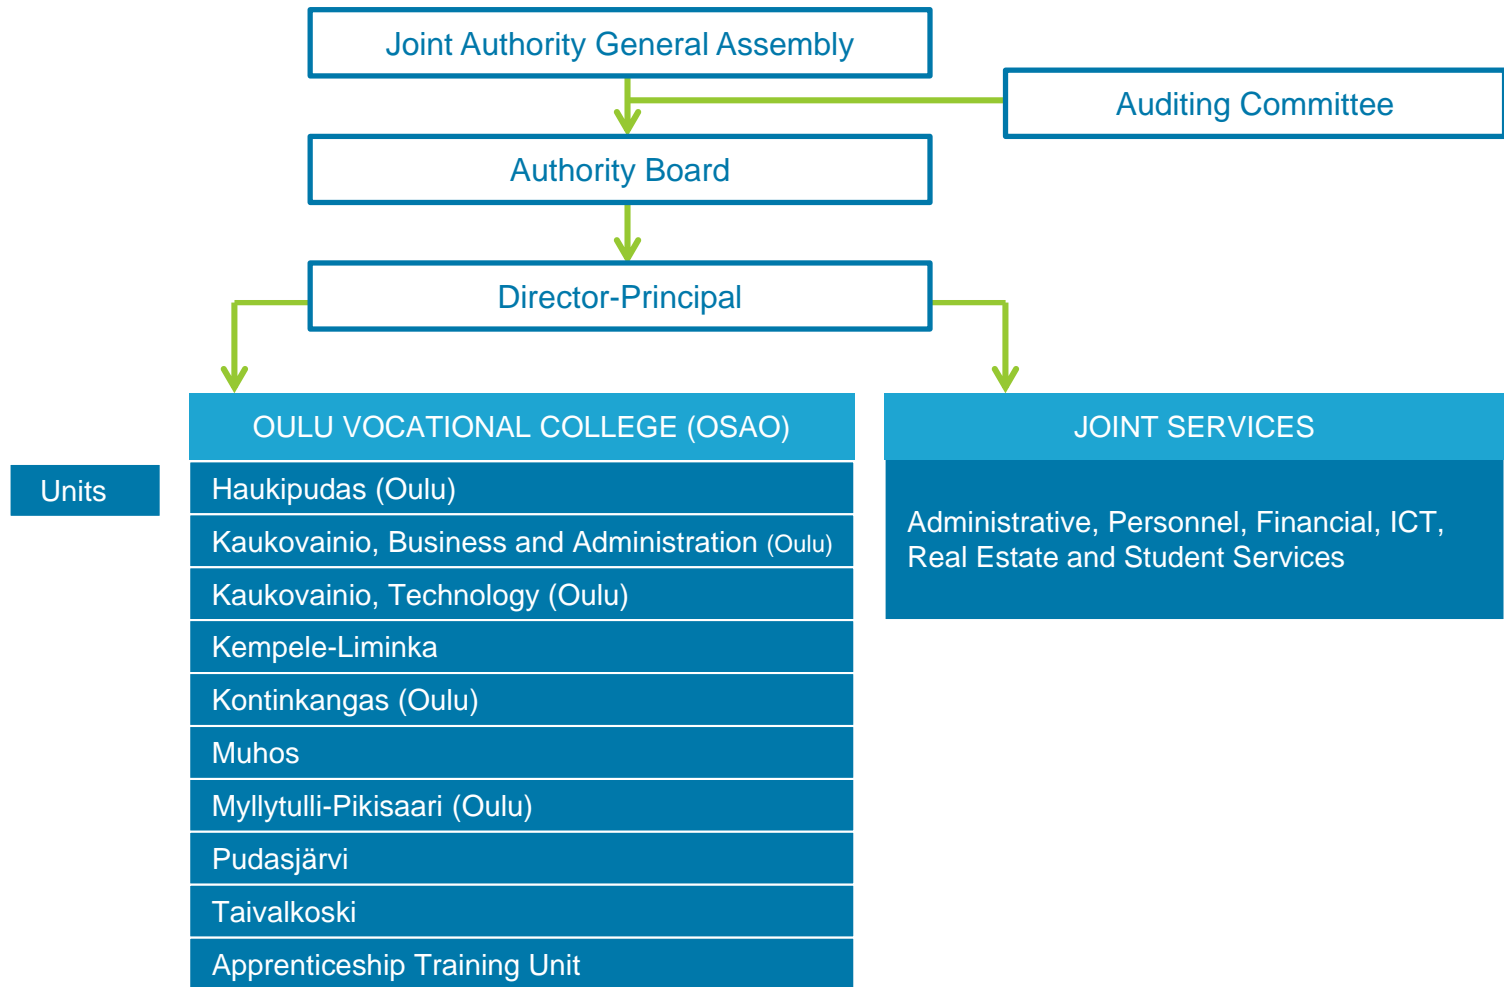 Joint Authority General Assembly
Auditing Committee
Authority Board
Director-Principal
OULU VOCATIONAL COLLEGE (OSAO)
JOINT SERVICES
Units
Haukipudas (Oulu)
Kaukovainio, Business and Administration (Oulu)
Kaukovainio, Technology (Oulu)
Kempele-Liminka
Kontinkangas (Oulu)
Muhos
Myllytulli-Pikisaari (Oulu)
Pudasjärvi
Taivalkoski
Apprenticeship Training Unit
Administrative, Personnel, Financial, ICT,
Real Estate and Student Services